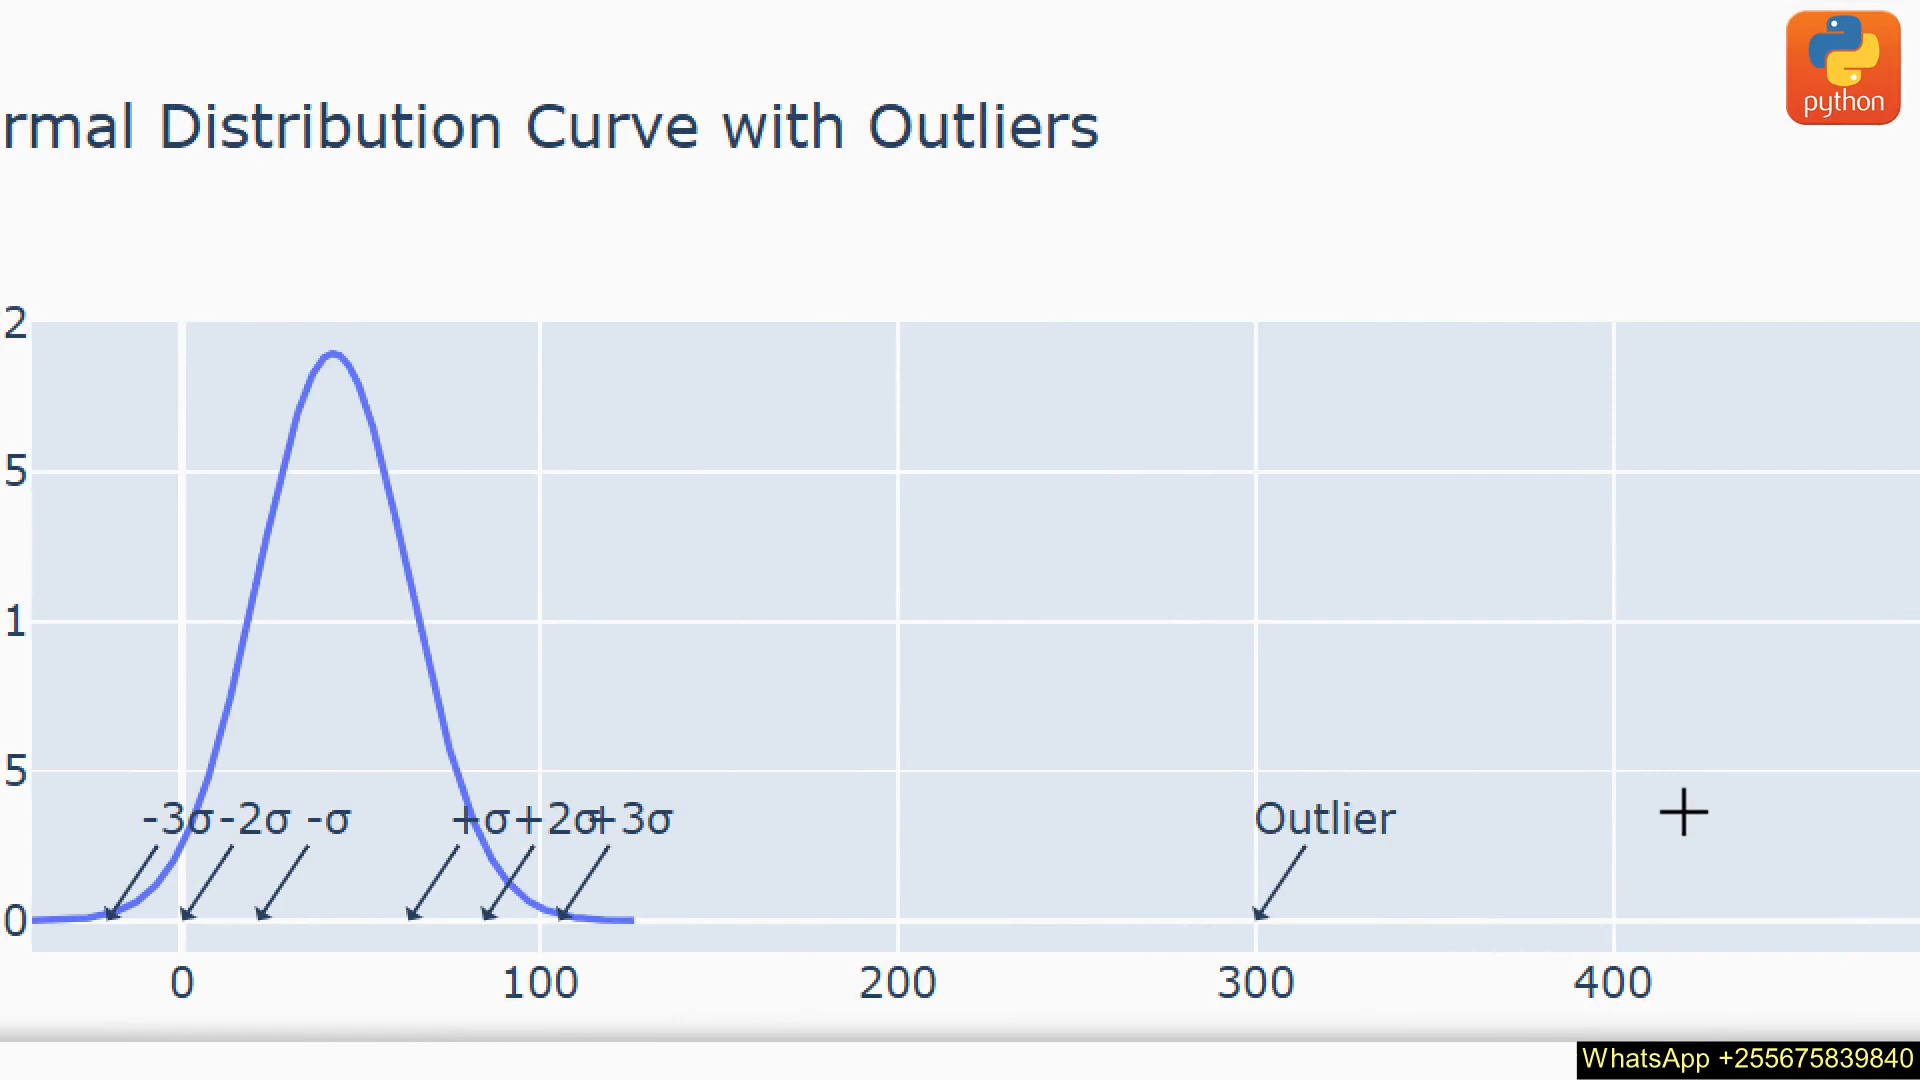 python
rmal Distribution Curve with Outliers
2
5
1
5
-3σ -2σ -σ +σ +2σ +3σ Outlier
0
0 100 200 300 400
WhatsApp +255675839840